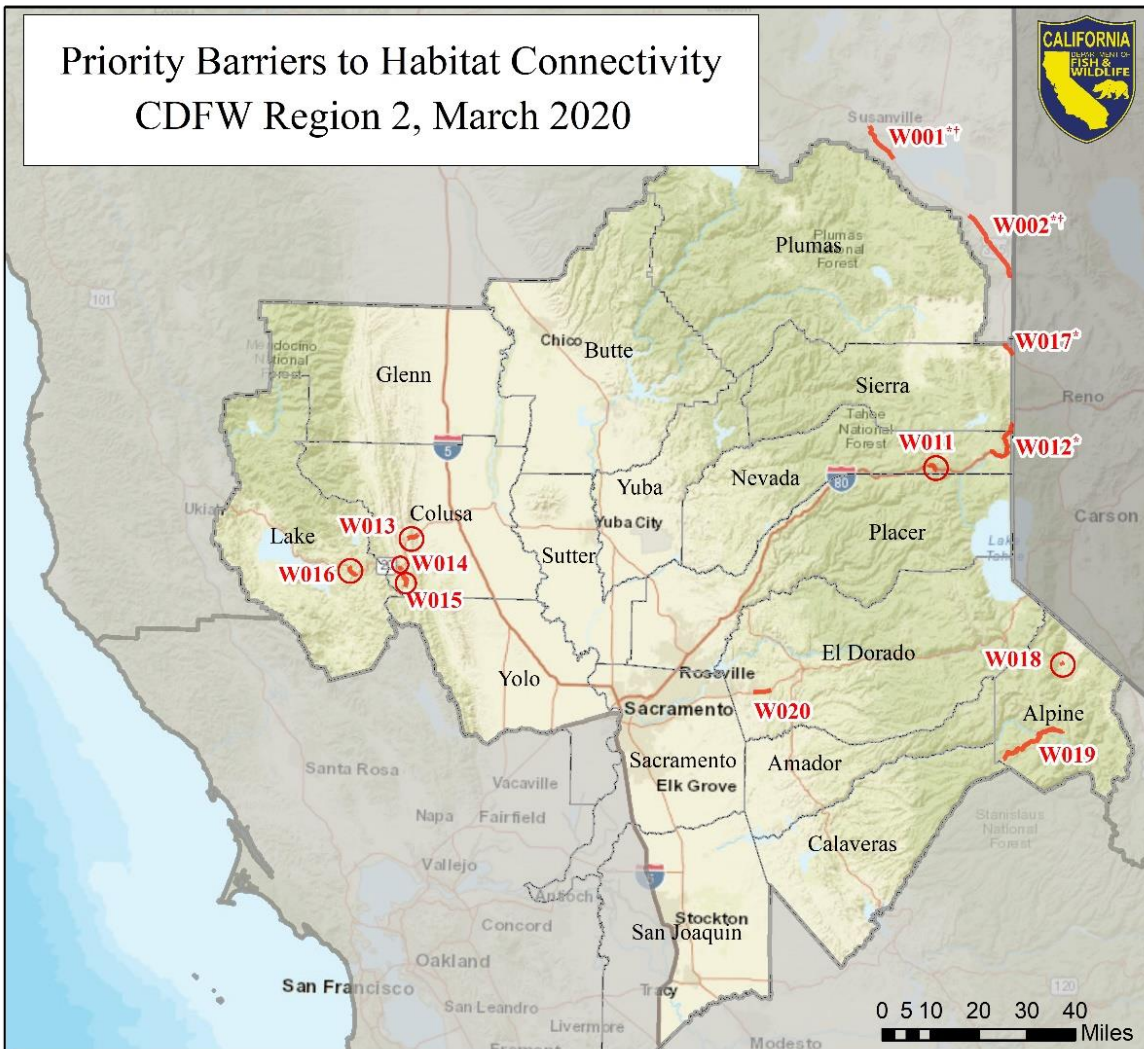 Priority Barriers to Habitat Connectivity
CDFW Region 2, March 2020
CALIFORNIA
DEPARTMENT OF
FISH &
WILDLIFE
Susanville
W001*†
W002*†
Plumas
Plumas
National
Forest
101
Mendocino
National
Forest
Glenn
Chico
Butte
W017*
Sierra
Reno
Tahoe
National
Forest
W011
W012*
5
Nevada
80
Yuba
Yuba City
Ukiah
Lake
W013
Colusa
W014
W016
W015
20
Sutter
Placer
Carson
Lake
Tahoe
Yolo
Roseville
El Dorado
W018
Sacramento
W020
Alpine
W019
Sacramento
Elk Grove
Amador
Santa Rosa
Vacaville
Napa
Fairfield
Calaveras
Stanislaus
National
Forest
Vallejo
5
Antioch
Concord
Stockton
San Joaquin
Oakland
San Francisco
Tracy
San Leandro
120
Livermore
Fremont
Modesto
0 5 10 20 30 40
Miles